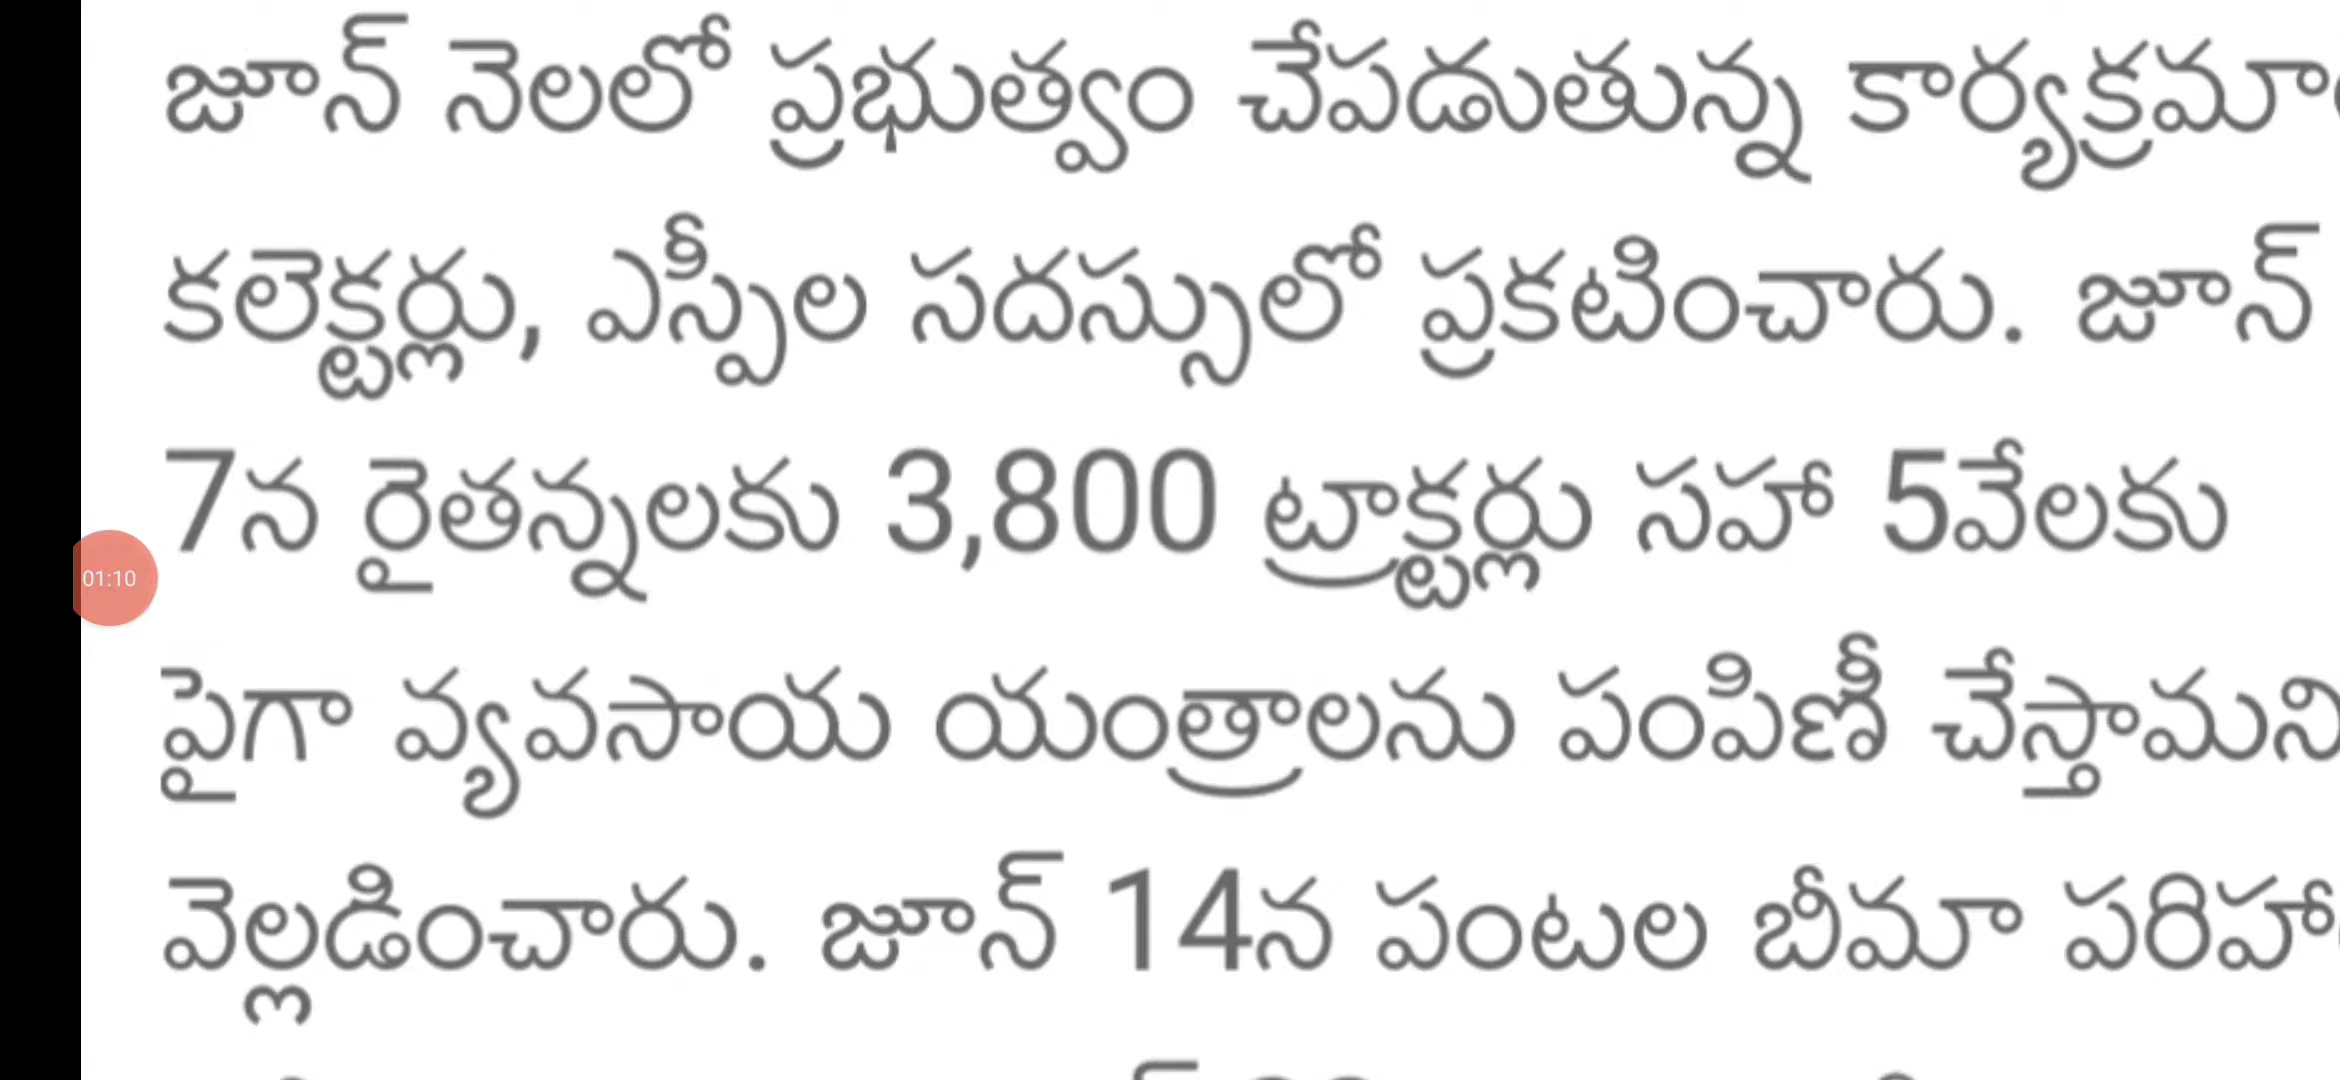 జూన్ నెలలో ప్రభుత్వం చేపడుతున్న
కలెక్టర్లు, ఎస్పీల సదస్సులో ప్రకటించారు. జూన్
7న రైతన్నలకు 3,800 ట్రాక్టర్లు సహా 5వేలకు
01:10
పైగా వ్యవసాయ యంత్రాలను పంపిణీ చేస్తామని
వెల్లడించారు. జూన్ 14న పంటల బీమా